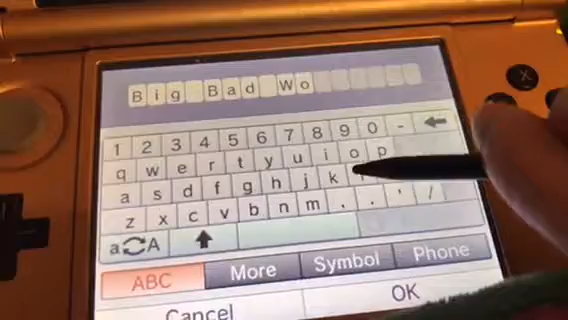 Big Bad Wo
1 2 3 4 5 6 7 8 9 0 -
q w e r t y u i o p
a s d f g h j k
z x c v b n m , . ' /
a A
ABC More Symbol Phone
Cancel OK
X